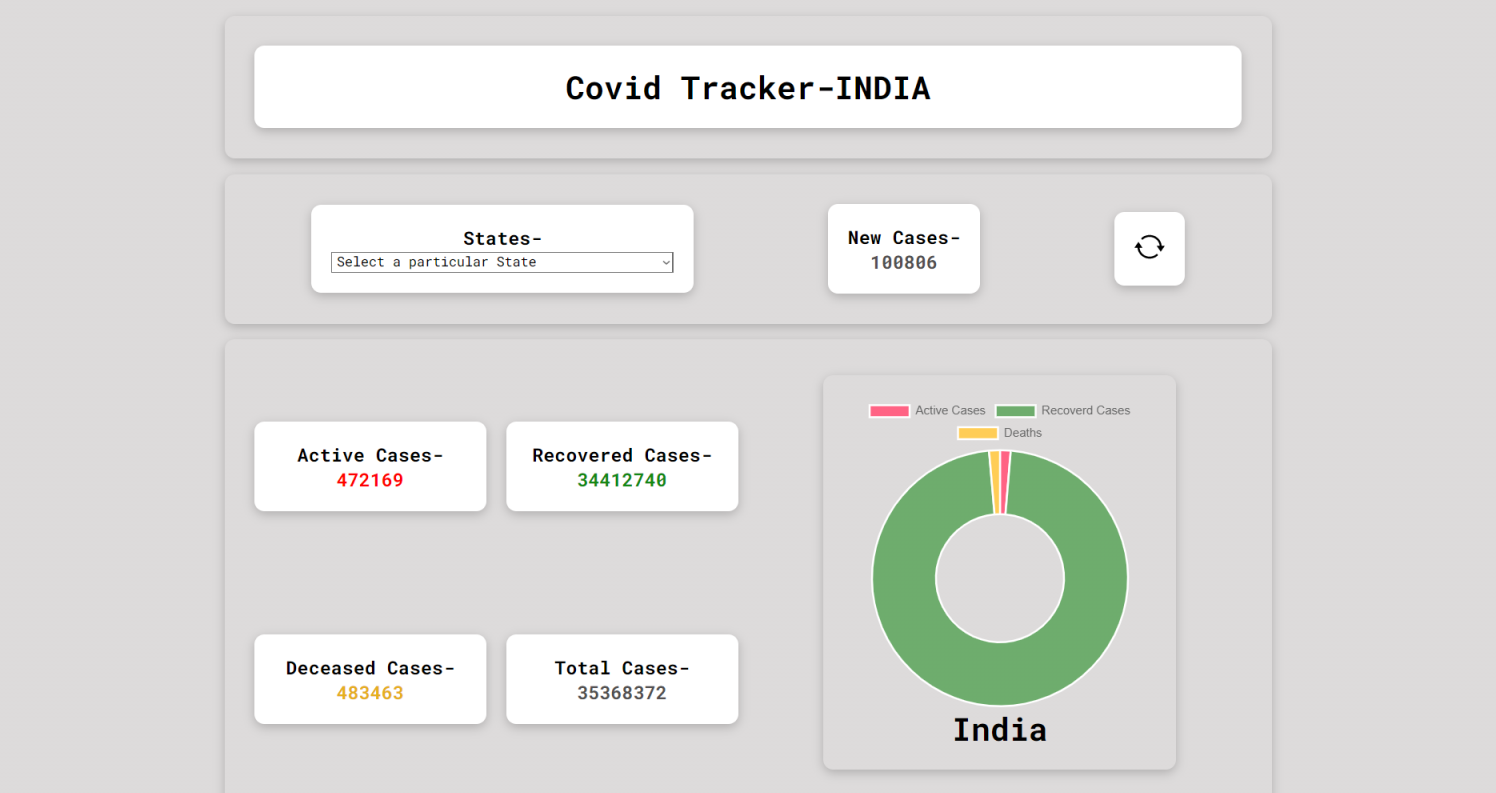 Covid Tracker-INDIA
States-
Select a particular State
New Cases-
100806
Active Cases-
472169
Recovered Cases-
34412740
Deceased Cases-
483463
Total Cases-
35368372
Active Cases Recoverd Cases
Deaths
India